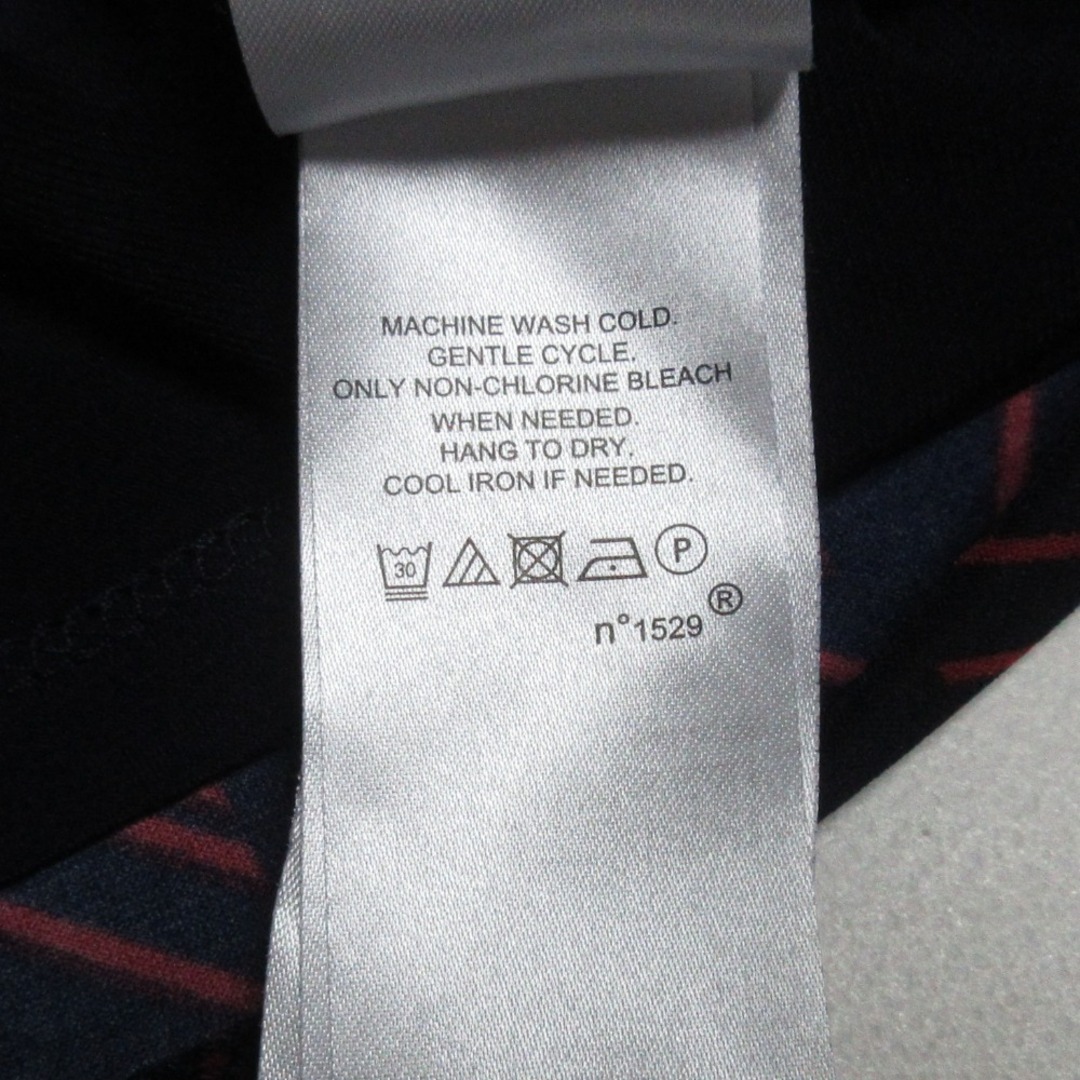 MACHINE WASH COLD.
GENTLE CYCLE.
ONLY NON-CHLORINE BLEACH
WHEN NEEDED.
HANG TO DRY.
COOL IRON IF NEEDED.
30 P
n°1529®